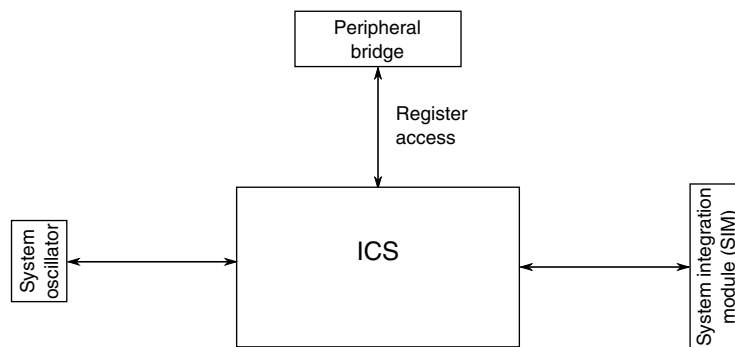 Peripheral
bridge
Register
access
ICS
System
oscillator
System integration
module (SIM)